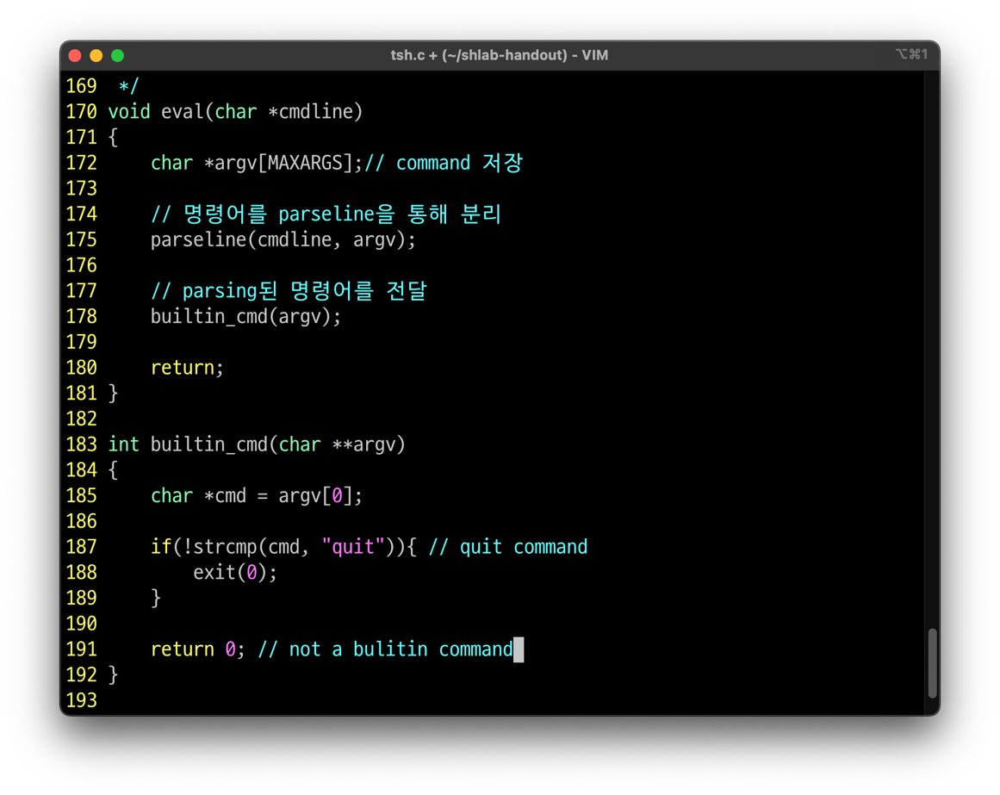 tsh.c + (~/shlab-handout) - VIM
⌥⌘1
169  */
170 void eval(char *cmdline)
171 {
172     char *argv[MAXARGS];// command 저장
173
174     // 명령어를 parseline을 통해 분리
175     parseline(cmdline, argv);
176
177     // parsing된 명령어를 전달
178     builtin_cmd(argv);
179
180     return;
181 }
182
183 int builtin_cmd(char **argv)
184 {
185     char *cmd = argv[0];
186
187     if(!strcmp(cmd, "quit")){ // quit command
188         exit(0);
189     }
190
191     return 0; // not a bulitin command
192 }
193